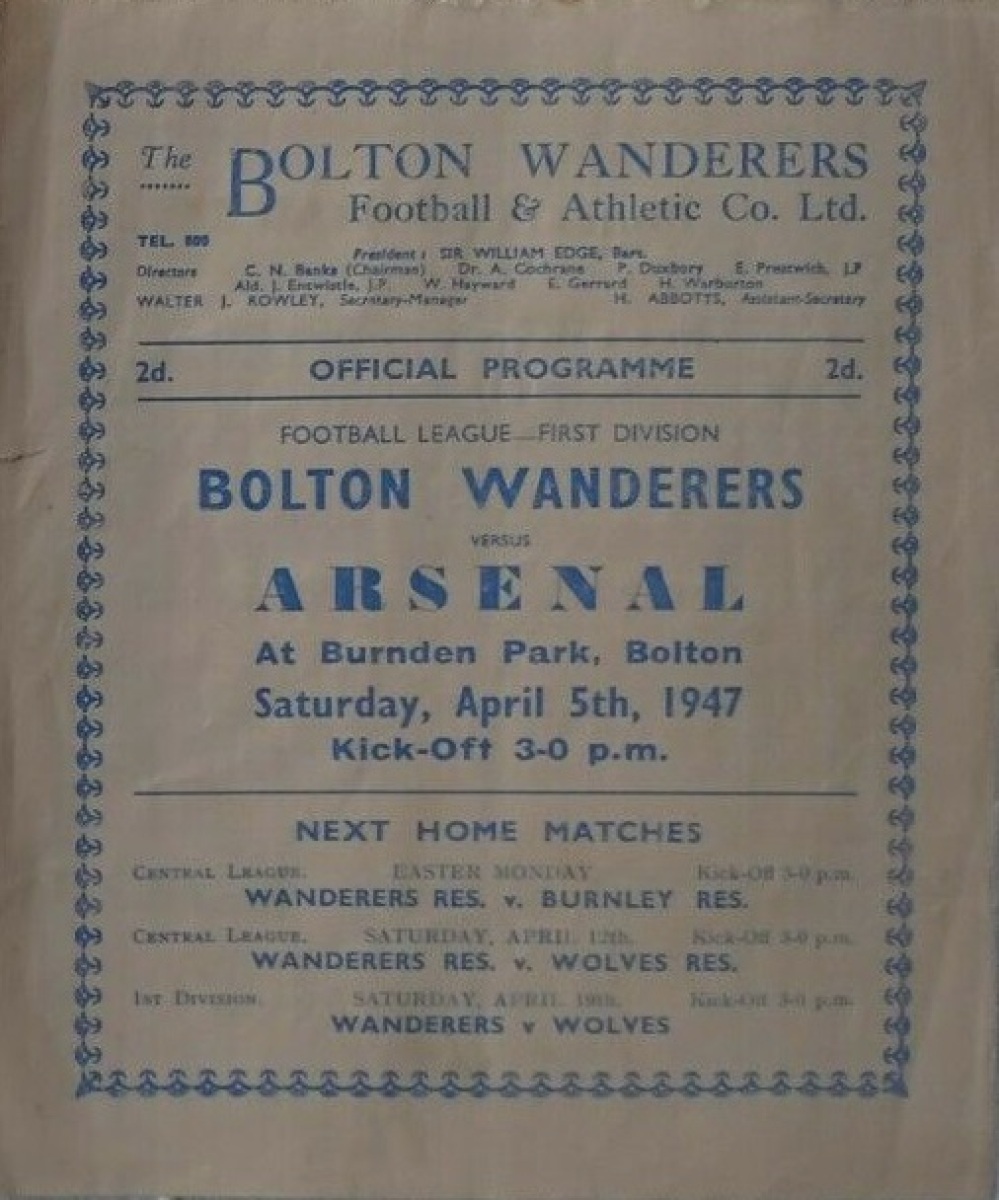 The BOLTON WANDERERS
Football & Athletic Co. Ltd.
TEL. 800
President: SIR WILLIAM EDGE, Bart.
Directors C. N. Banks (Chairman) Dr. A. Cochrane P. Duxbury E. Prestwich, J.P
Ald. J. Entwistle, J.P. W. Hayward E. Gerrard H. Warburton
WALTER J. ROWLEY, Secretary-Manager H. ABBOTTS, Assistant-Secretary
2d. OFFICIAL PROGRAMME 2d.
FOOTBALL LEAGUE—FIRST DIVISION
BOLTON WANDERERS
VERSUS
ARSENAL
At Burnden Park, Bolton
Saturday, April 5th, 1947
Kick-Off 3-0 p.m.
NEXT HOME MATCHES
CENTRAL LEAGUE. EASTER MONDAY Kick-Off 3-0 p.m.
WANDERERS RES. v. BURNLEY RES.
CENTRAL LEAGUE. SATURDAY, APRIL 12th. Kick-Off 3-0 p.m.
WANDERERS RES. v. WOLVES RES.
1ST DIVISION. SATURDAY, APRIL 19th. Kick-Off 3-0 p.m.
WANDERERS v WOLVES